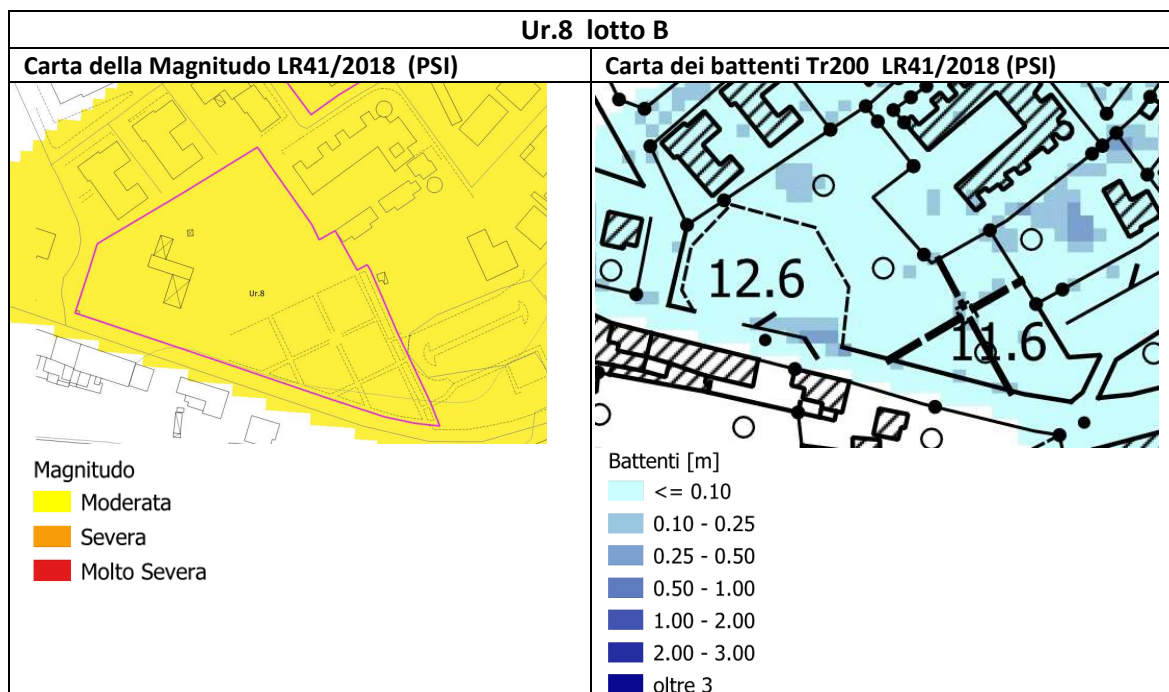 Ur.8 lotto B
Carta della Magnitudo LR41/2018 (PSI)
Carta dei battenti Tr200 LR41/2018 (PSI)
Ur.8
Magnitudo
Moderata
Severa
Molto Severa
12.6
11.6
Battenti [m]
<= 0.10
0.10 - 0.25
0.25 - 0.50
0.50 - 1.00
1.00 - 2.00
2.00 - 3.00
oltre 3